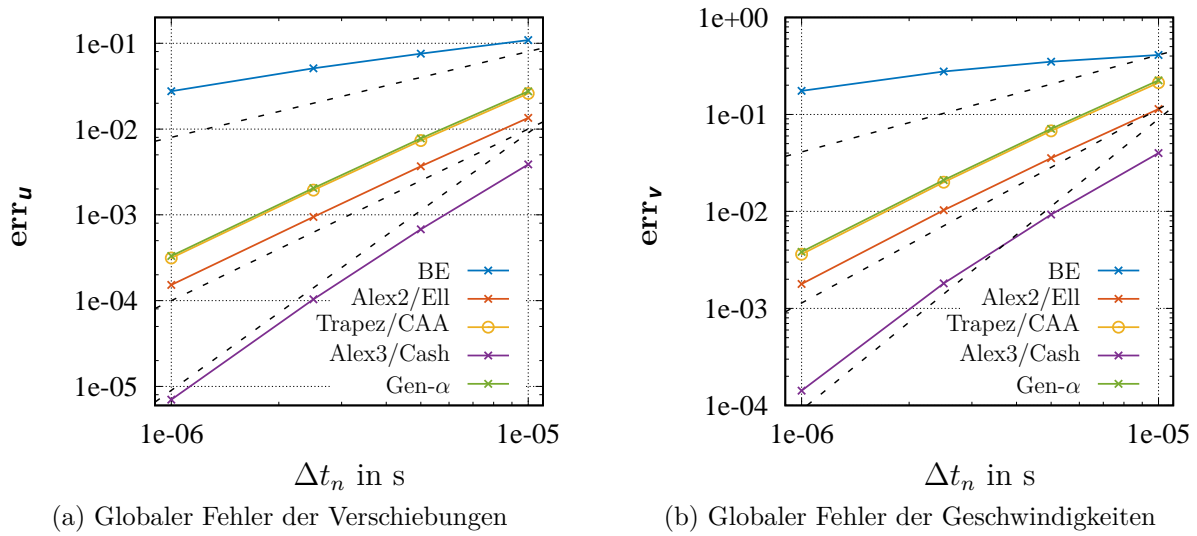 1e-01
1e-02
1e-03
1e-04
1e-05
err_u
BE
Alex2/Ell
Trapez/CAA
Alex3/Cash
Gen-α
1e-06
1e-05
Δt_n in s
(a) Globaler Fehler der Verschiebungen
1e+00
1e-01
1e-02
1e-03
1e-04
err_v
BE
Alex2/Ell
Trapez/CAA
Alex3/Cash
Gen-α
1e-06
1e-05
Δt_n in s
(b) Globaler Fehler der Geschwindigkeiten